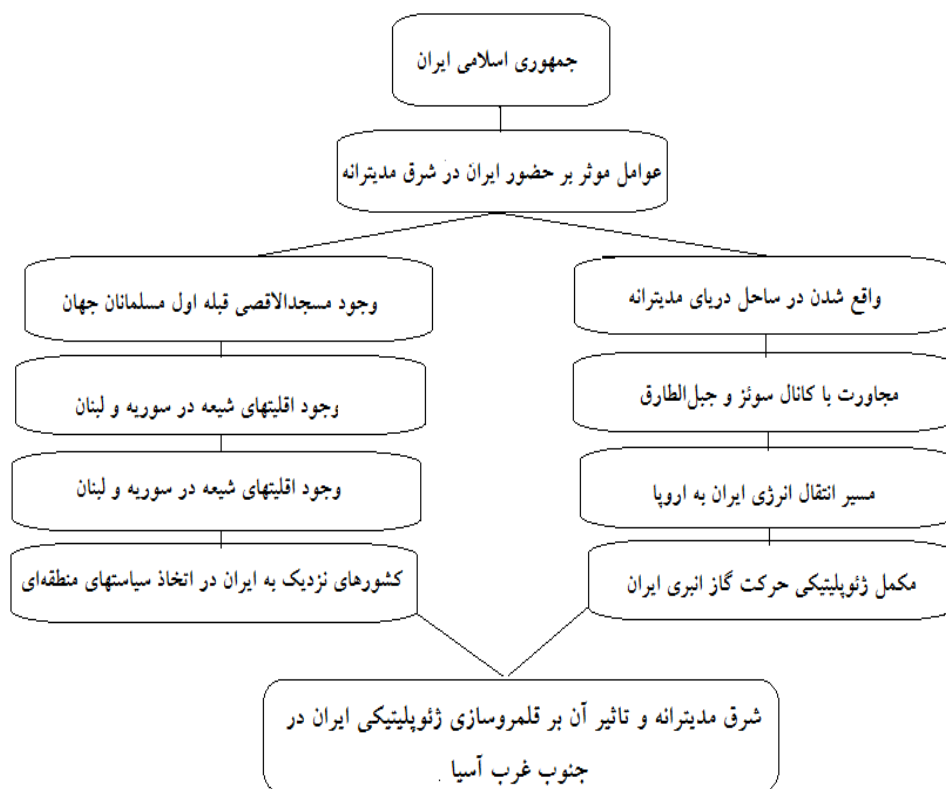 جمهوری اسلامی ایران
عوامل موثر بر حضور ایران در شرق مدیترانه
واقع شدن در ساحل دریای مدیترانه
مجاورت با کانال سوئز و جبل‌الطارق
مسیر انتقال انرژی ایران به اروپا
مکمل ژئوپلیتیکی حرکت گاز انبری ایران
وجود مسجدالاقصی قبله اول مسلمانان جهان
وجود اقلیتهای شیعه در سوریه و لبنان
وجود اقلیتهای شیعه در سوریه و لبنان
کشورهای نزدیک به ایران در اتخاذ سیاستهای منطقه‌ای
شرق مدیترانه و تاثیر آن بر قلمروسازی ژئوپلیتیکی ایران در
جنوب غرب آسیا .